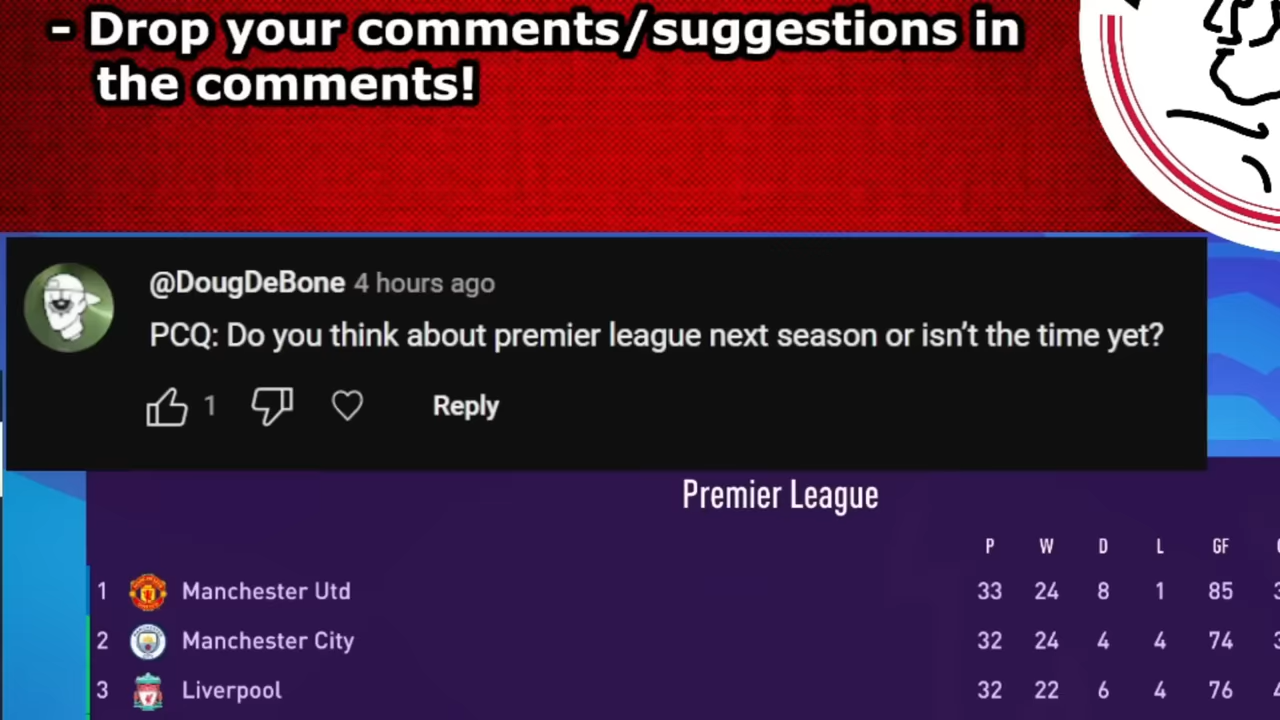 - Drop your comments/suggestions in
the comments!
@DougDeBone 4 hours ago
PCQ: Do you think about premier league next season or isn't the time yet?
1 Reply
Premier League
P W D L GF
1 Manchester Utd 33 24 8 1 85
2 Manchester City 32 24 4 4 74
3 Liverpool 32 22 6 4 76